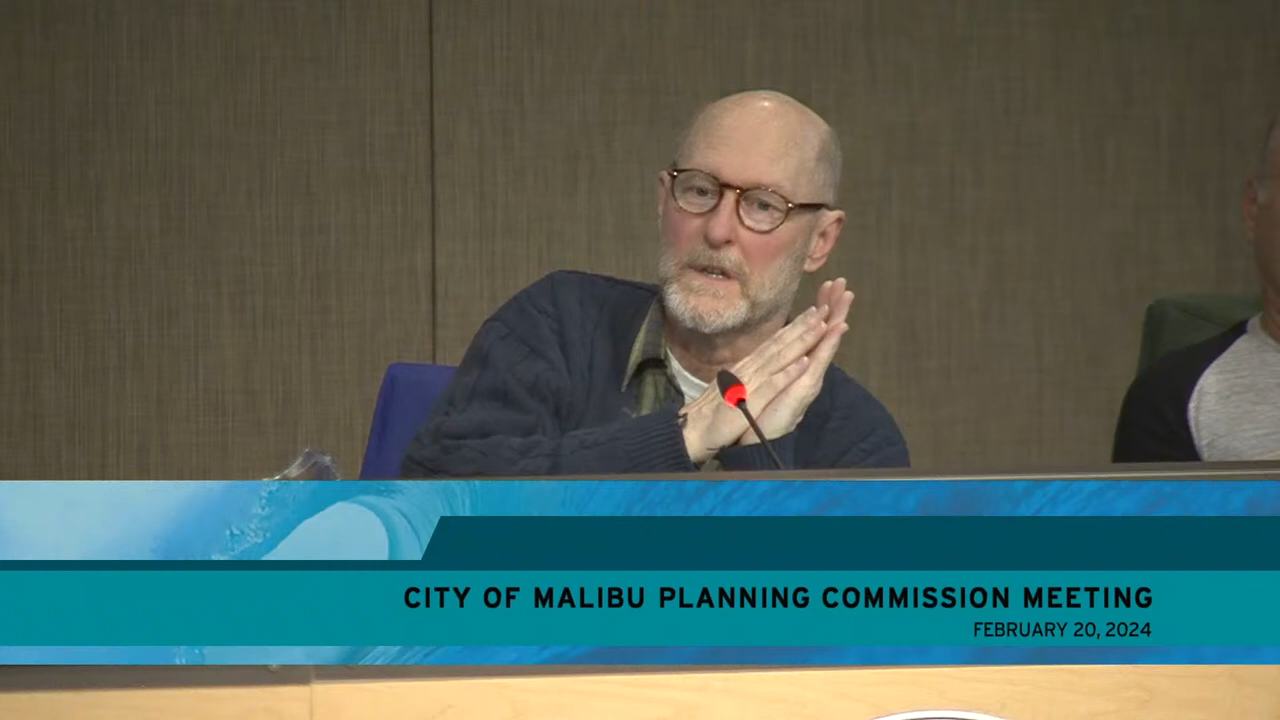 CITY OF MALIBU PLANNING COMMISSION MEETING
FEBRUARY 20, 2024